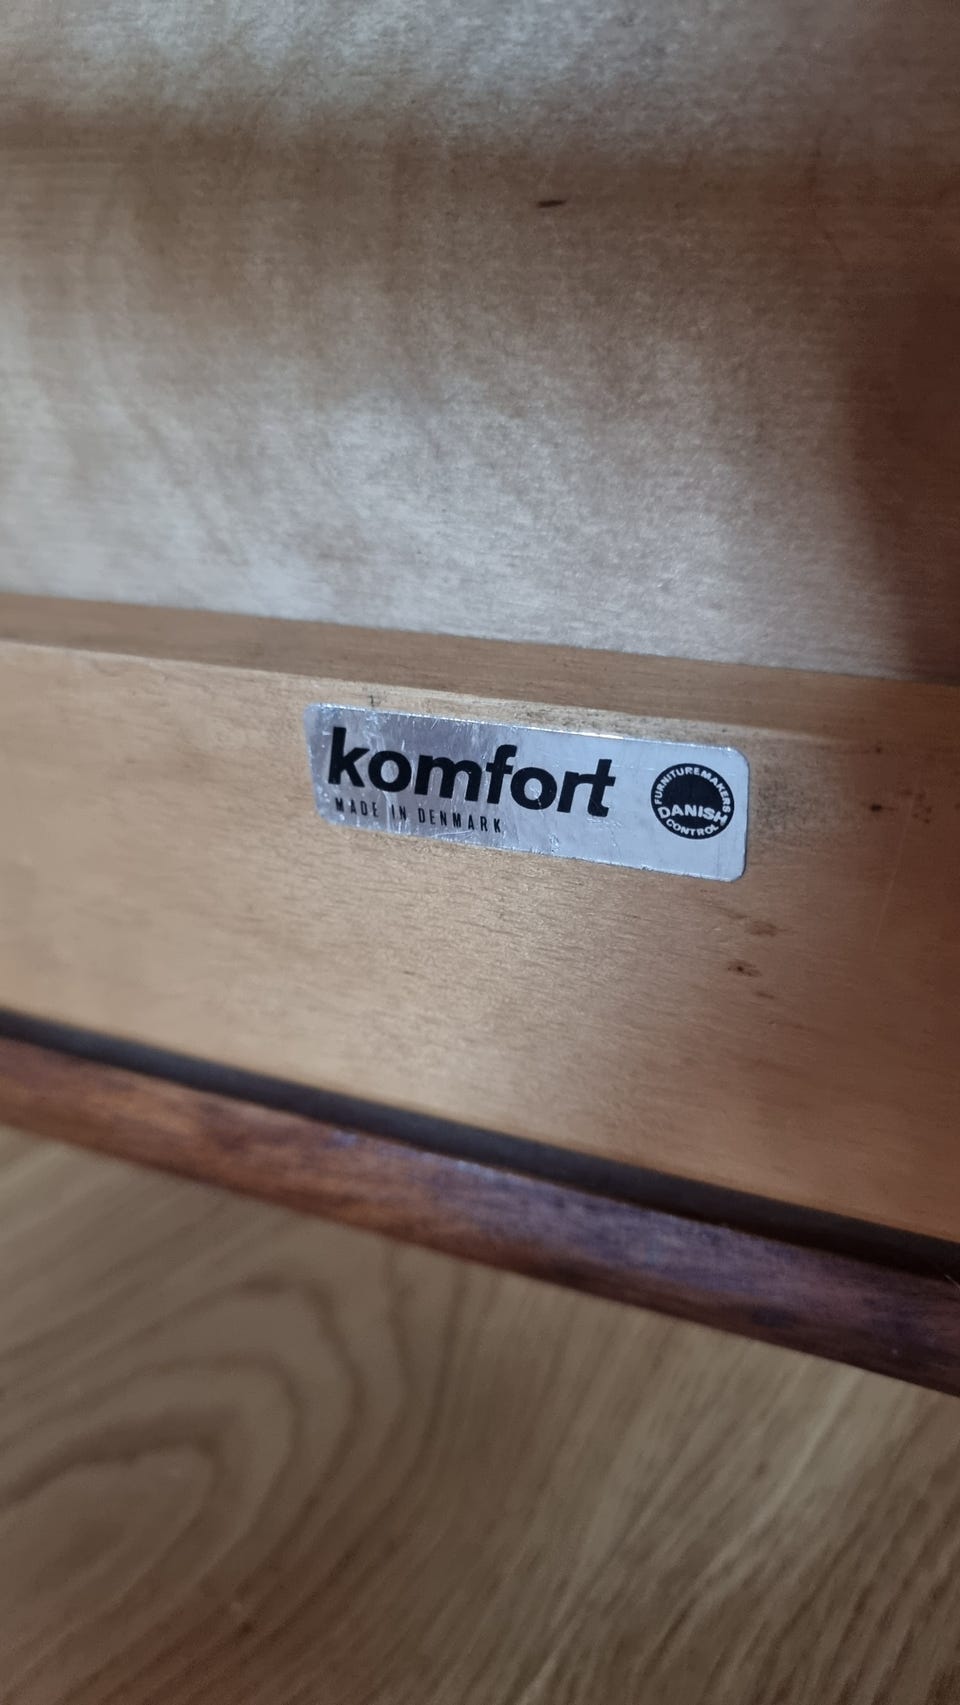 komfort
MADE IN DENMARK
FURNITUREMAKERS
DANISH
CONTROL